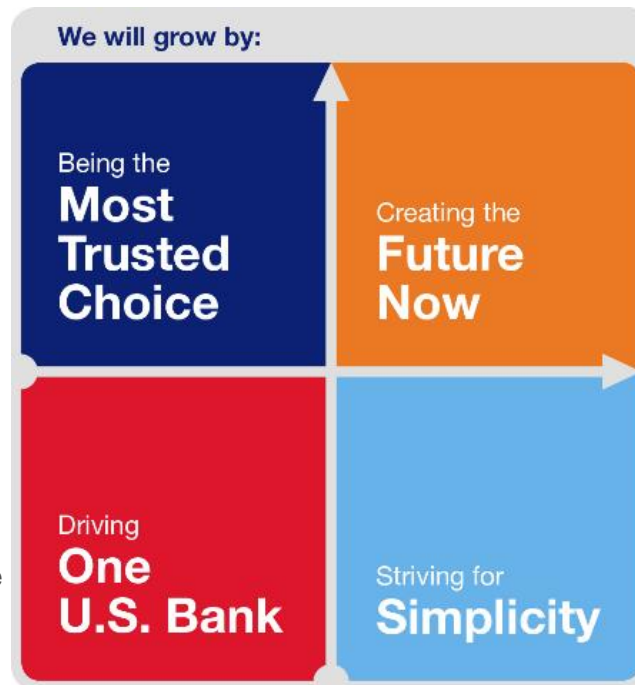 We will grow by:
Being the
Most
Trusted
Choice
Creating the
Future
Now
Driving
One
U.S. Bank
Striving for
Simplicity